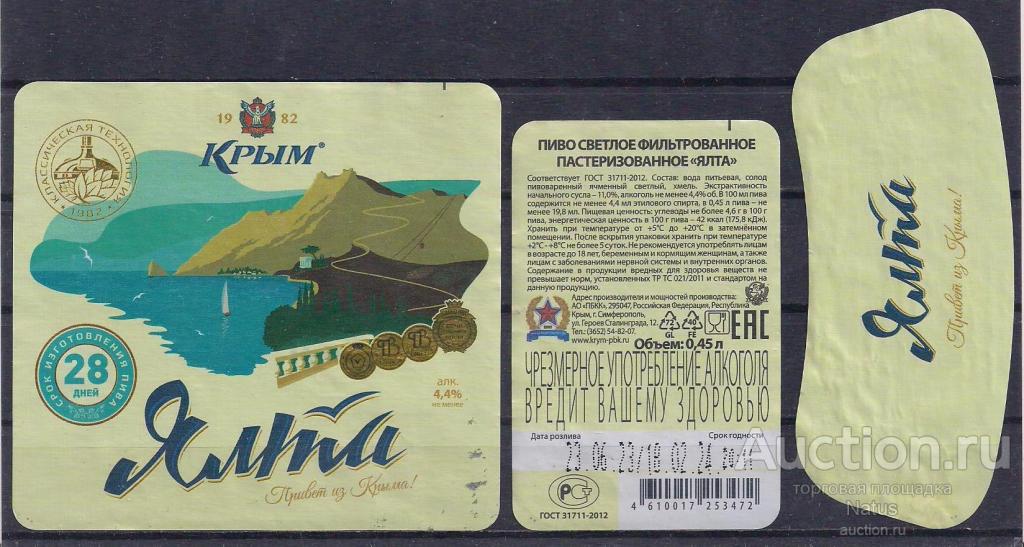 19 82
КРЫМ®
КЛАССИЧЕСКАЯ ТЕХНОЛОГИЯ
1982
СРОК ИЗГОТОВЛЕНИЯ ПИВА
28
ДНЕЙ
алк.
4,4%
не менее
Ялта
Привет из Крыма!
ПИВО СВЕТЛОЕ ФИЛЬТРОВАННОЕ
ПАСТЕРИЗОВАННОЕ «ЯЛТА»
Соответствует ГОСТ 31711-2012. Состав: вода питьевая, солод
пивоваренный ячменный светлый, хмель. Экстрактивность
начального сусла – 11,0%, алкоголь не менее 4,4% об. В 100 мл пива
содержится не менее 4,4 мл этилового спирта, в 0,45 л пива – не
менее 19,8 мл. Пищевая ценность: углеводы не более 4,6 г в 100 г
пива, энергетическая ценность в 100 г пива – 42 ккал (175,8 кДж).
Хранить при температуре от +5°С до +20°С в затемнённом
помещении. После вскрытия упаковки хранить при температуре
+2°С - +8°С не более 5 суток. Не рекомендуется употреблять лицам
в возрасте до 18 лет, беременным и кормящим женщинам, а также
лицам с заболеваниями нервной системы и внутренних органов.
Содержание в продукции вредных для здоровья веществ не
превышает норм, установленных ТР ТС 021/2011 и стандартом на
данную продукцию.
Адрес производителя и мощностей производства:
АО «ПБКК», 295047, Российская Федерация, Республика
Крым, г. Симферополь,
ул. Героев Сталинграда, 12.
Тел.: (3652) 54-82-07.
www.krym-pbk.ru
72
GL
40
FE
EAC
Объем: 0,45 л
ЧРЕЗМЕРНОЕ УПОТРЕБЛЕНИЕ АЛКОГОЛЯ
ВРЕДИТ ВАШЕМУ ЗДОРОВЬЮ
Дата розлива
Срок годности
23 06 23/18 02 24
РСТ
ГОСТ 31711-2012
4 610017 253472
Ялта
Привет из Крыма!
Auction.ru
торговая площадка
Natus
auction.ru